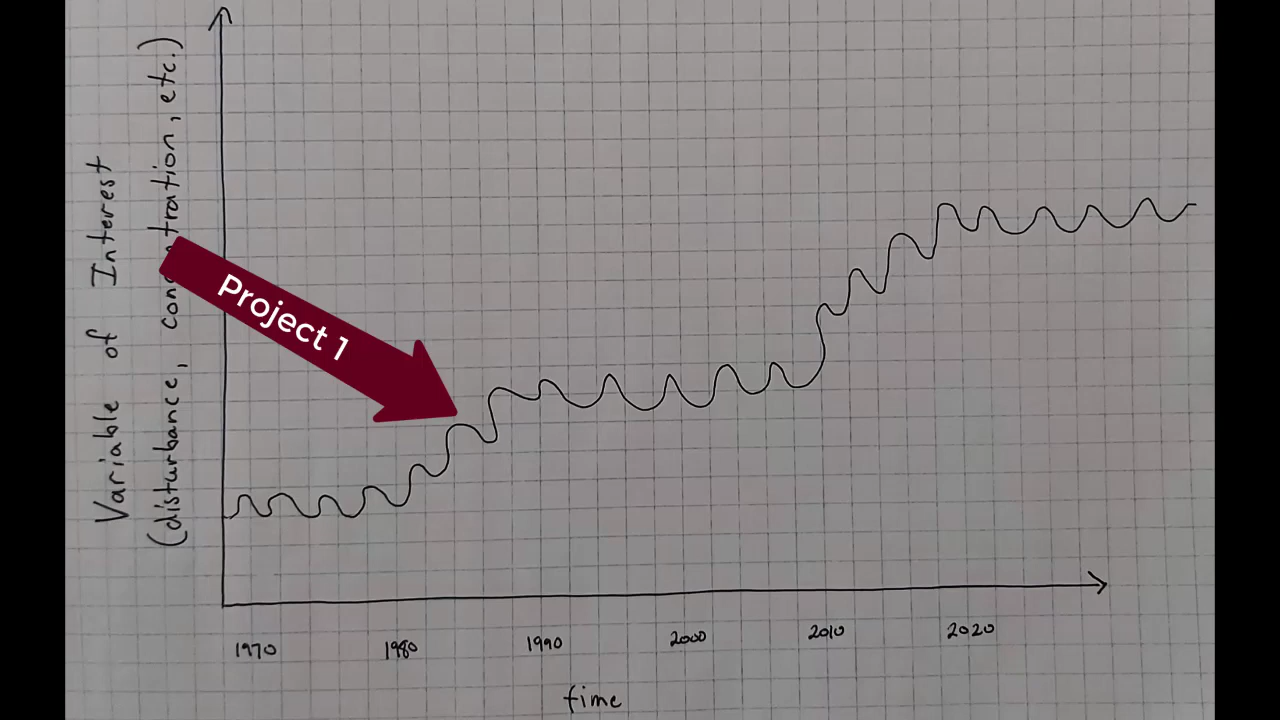 Variable of Interest
(disturbance, concentration, etc.)
Project 1
1970 1980 1990 2000 2010 2020
time